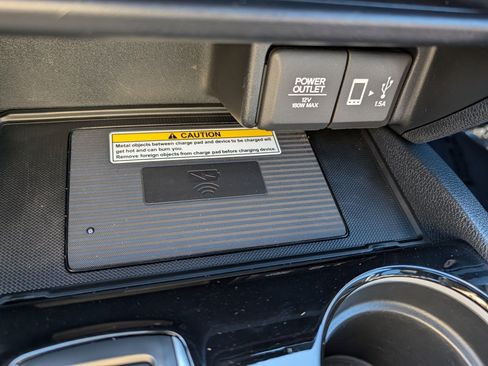 POWER
OUTLET
12V
180W MAX
1.5A
CAUTION
Metal objects between charge pad and device to be charged will
get hot and can burn you.
Remove foreign objects from charge pad before charging device.